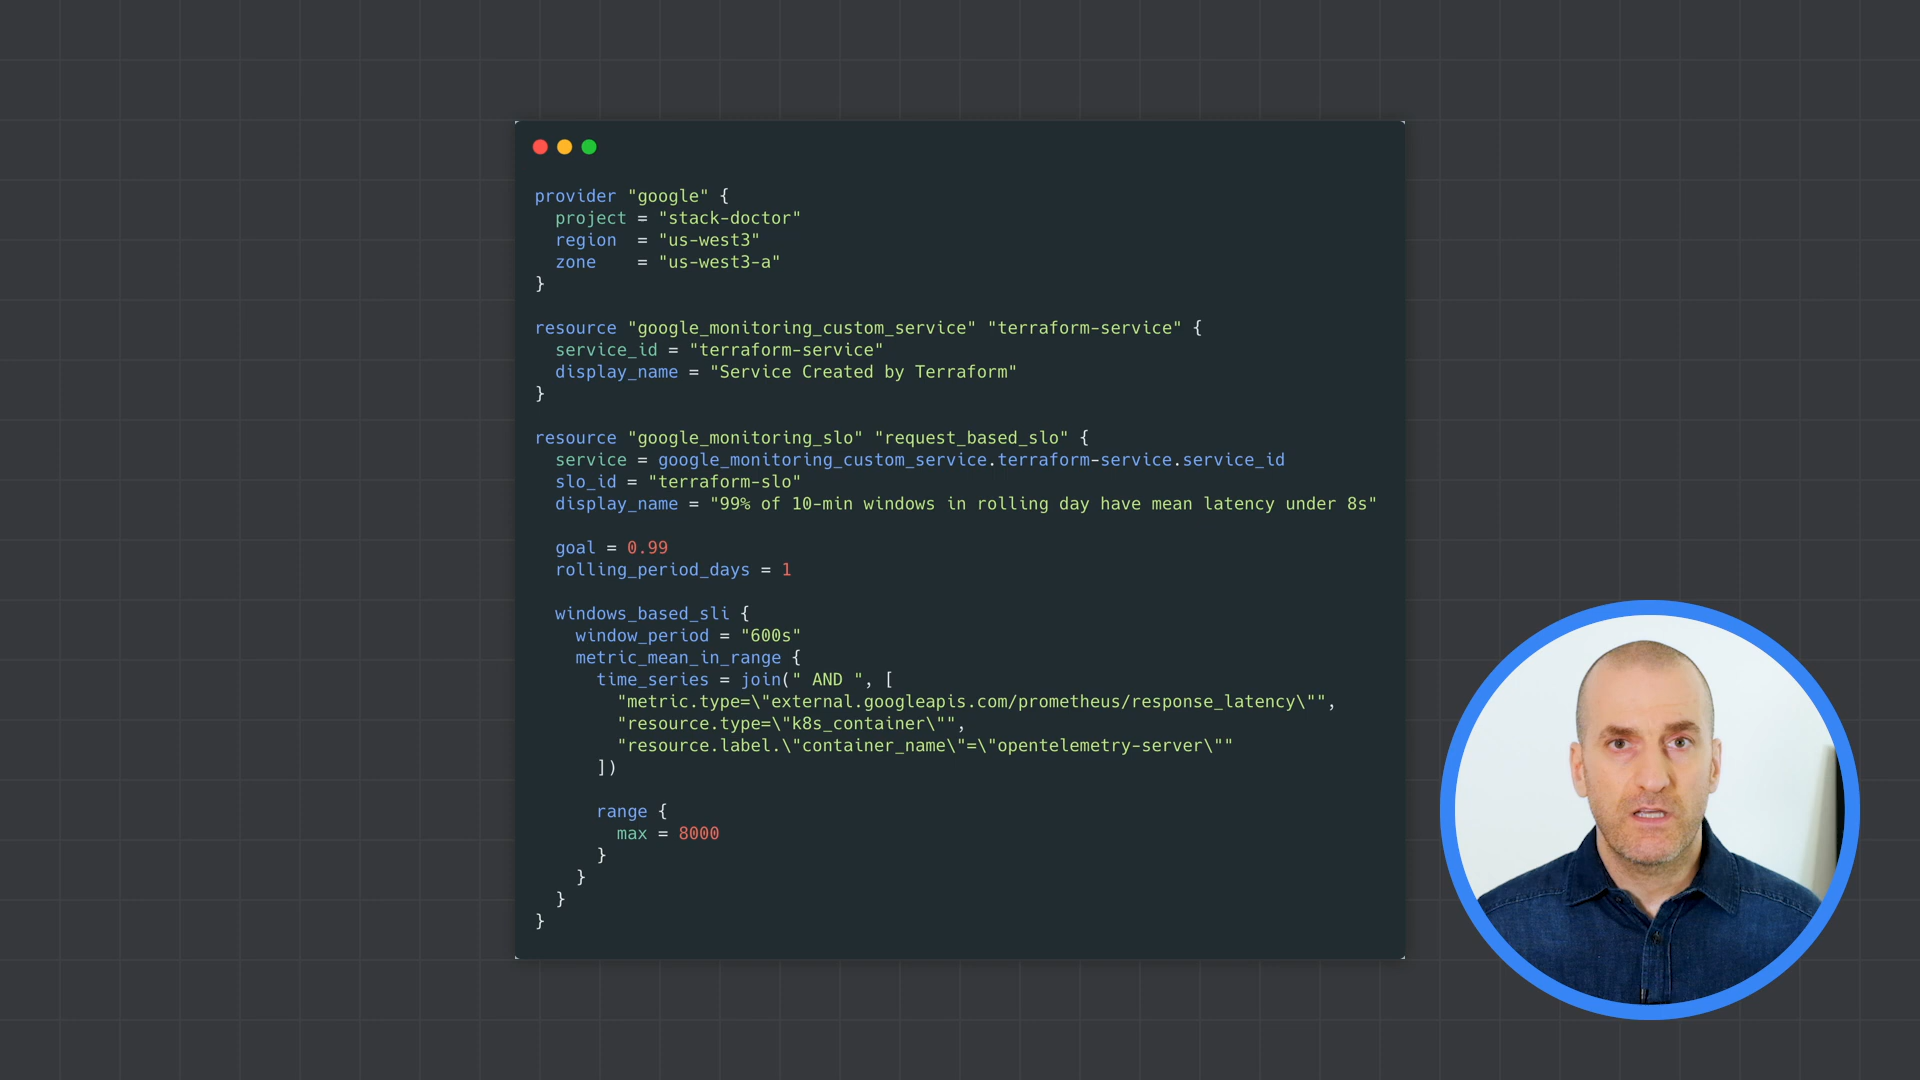 provider "google" {
  project = "stack-doctor"
  region  = "us-west3"
  zone    = "us-west3-a"
}
resource "google_monitoring_custom_service" "terraform-service" {
  service_id = "terraform-service"
  display_name = "Service Created by Terraform"
}
resource "google_monitoring_slo" "request_based_slo" {
  service = google_monitoring_custom_service.terraform-service.service_id
  slo_id = "terraform-slo"
  display_name = "99% of 10-min windows in rolling day have mean latency under 8s"
  goal = 0.99
  rolling_period_days = 1
  windows_based_sli {
    window_period = "600s"
    metric_mean_in_range {
      time_series = join(" AND ", [
        "metric.type=\"external.googleapis.com/prometheus/response_latency\"",
        "resource.type=\"k8s_container\"",
        "resource.label.\"container_name\"=\"opentelemetry-server\""
      ])
      range {
        max = 8000
      }
    }
  }
}